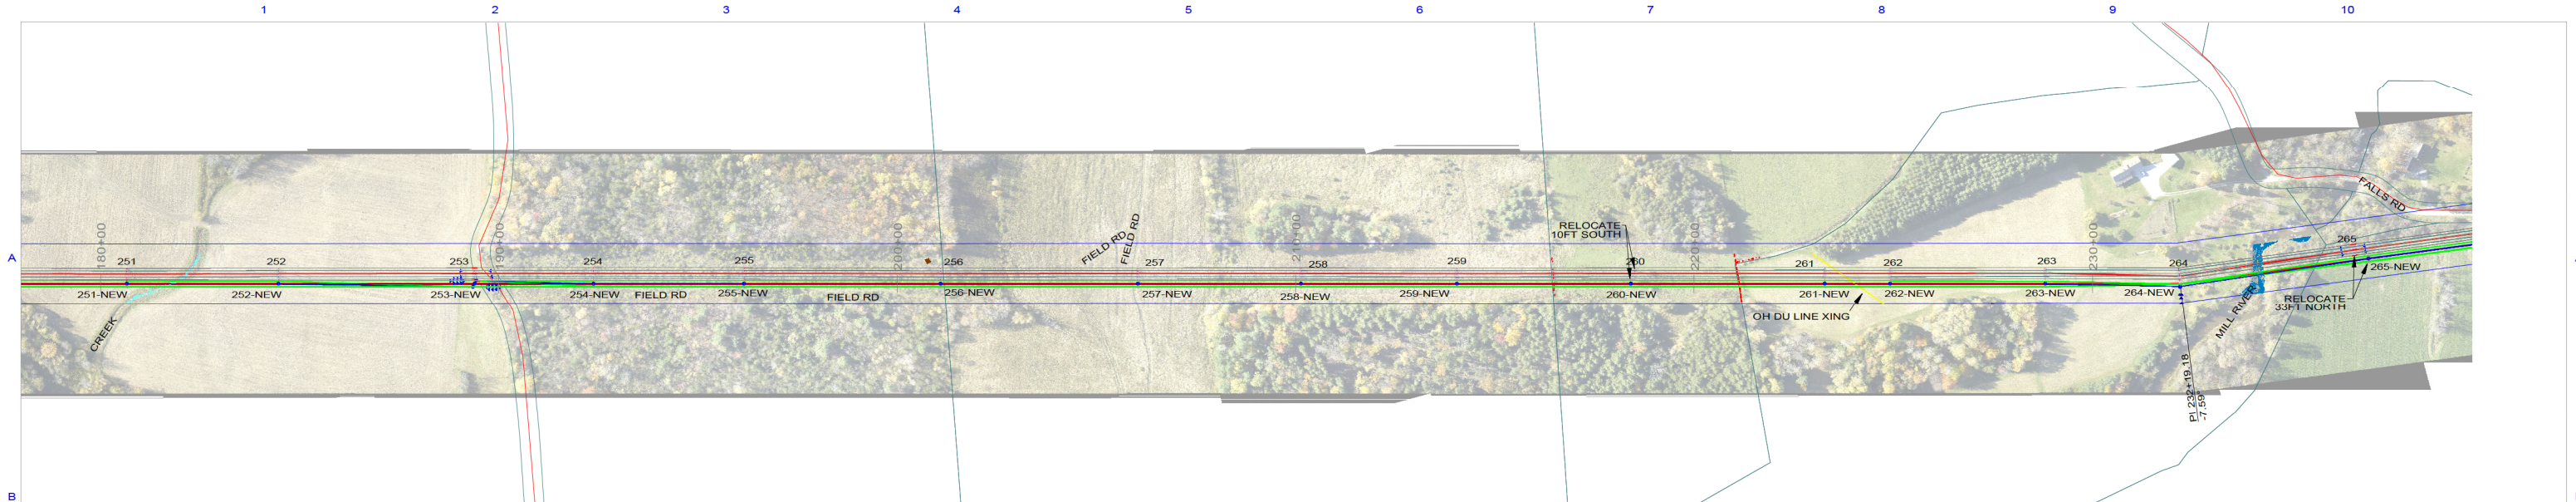 1 2 3 4 5 6 7 8 9 10
A
B
180+00
190+00
200+00
210+00
220+00
230+00
251 252 253 254 255 256 257 258 259 260 261 262 263 264 265
251-NEW 252-NEW 253-NEW 254-NEW 255-NEW 256-NEW 257-NEW 258-NEW 259-NEW 260-NEW 261-NEW 262-NEW 263-NEW 264-NEW 265-NEW
CREEK
FIELD RD
FIELD RD
FIELD RD
FIELD RD
RELOCATE
10FT SOUTH
OH DU LINE XING
FALLS RD
MILL RIVER
RELOCATE
33FT NORTH
PI 232+19.18
-7.59°